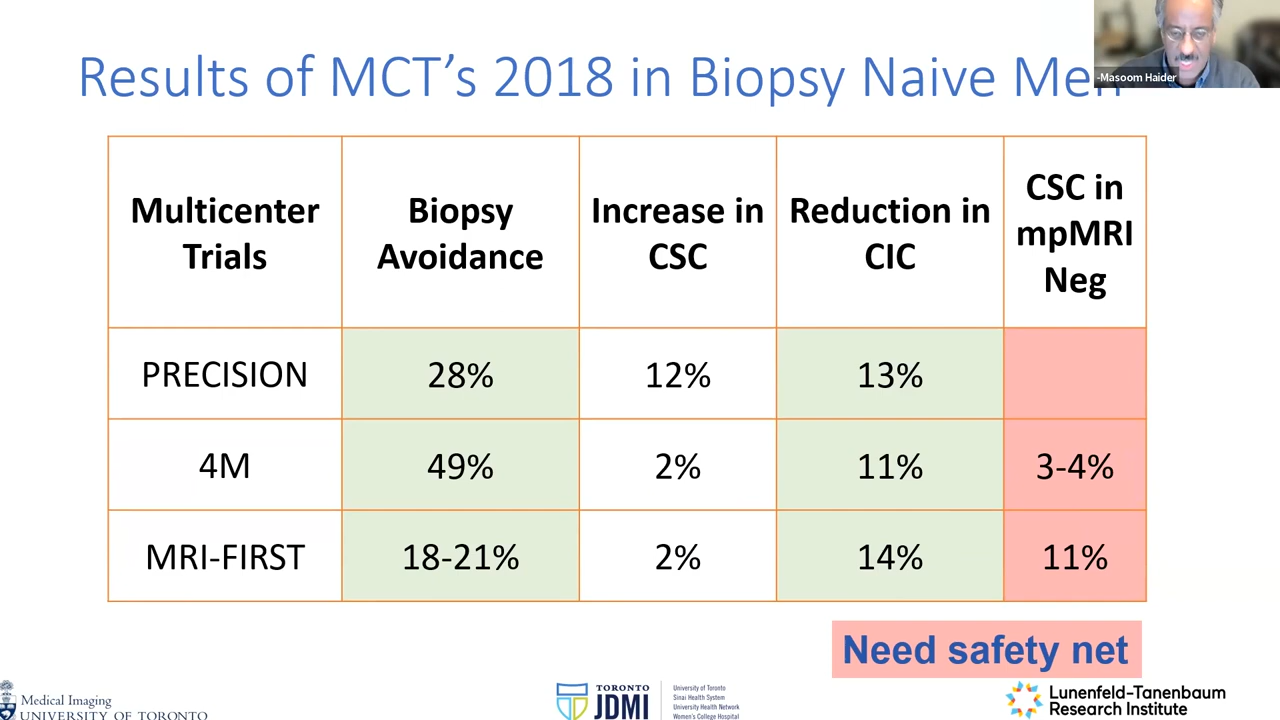 Results of MCT's 2018 in Biopsy Naive Men
-Masoom Haider
Multicenter
Trials
Biopsy
Avoidance
Increase in
CSC
Reduction in
CIC
CSC in
mpMRI
Neg
PRECISION
28%
12%
13%
4M
49%
2%
11%
3-4%
MRI-FIRST
18-21%
2%
14%
11%
Need safety net
Medical Imaging
UNIVERSITY OF TORONTO
TORONTO
JDMI
University of Toronto
Sinai Health System
University Health Network
Women's College Hospital
Lunenfeld-Tanenbaum
Research Institute